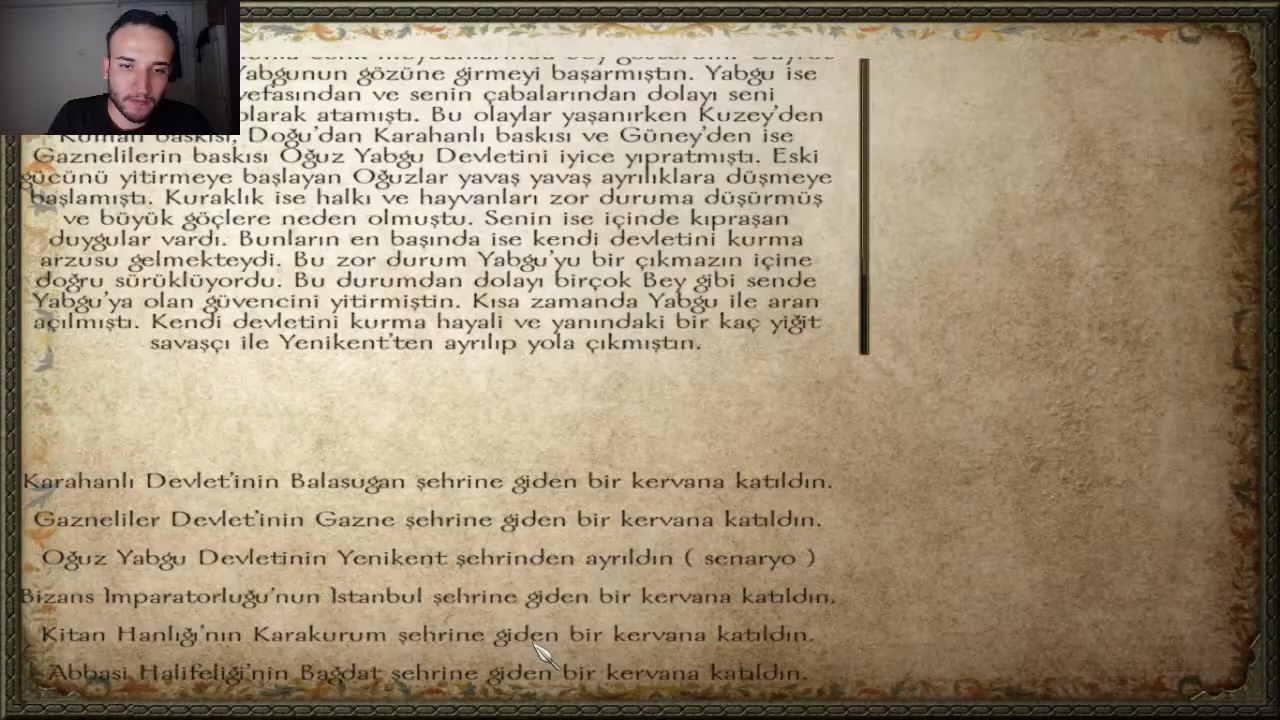 Yabgunun gözüne girmeyi başarmıştın. Yabgu ise
vefasından ve senin çabalarından dolayı seni
olarak atamıştı. Bu olaylar yaşanırken Kuzey'den
Kuman baskısı, Doğu'dan Karahanlı baskısı ve Güney'den ise
Gaznelilerin baskısı Oğuz Yabgu Devletini iyice yıpratmıştı. Eski
gücünü yitirmeye başlayan Oğuzlar yavaş yavaş ayrılıklara düşmeye
başlamıştı. Kuraklık ise halkı ve hayvanları zor duruma düşürmüş
ve büyük göçlere neden olmuştu. Senin ise içinde kıpraşan
duygular vardı. Bunların en başında ise kendi devletini kurma
arzusu gelmekteydi. Bu zor durum Yabgu'yu bir çıkmazın içine
doğru sürüklüyordu. Bu durumdan dolayı birçok Bey gibi sende
Yabgu'ya olan güvencini yitirmiştin. Kısa zamanda Yabgu ile aran
açılmıştı. Kendi devletini kurma hayali ve yanındaki bir kaç yiğit
savaşçı ile Yenikent'ten ayrılıp yola çıkmıştın.
Karahanlı Devlet'inin Balasugan şehrine giden bir kervana katıldın.
Gazneliler Devlet'inin Gazne şehrine giden bir kervana katıldın.
Oğuz Yabgu Devletinin Yenikent şehrinden ayrıldın ( senaryo )
Bizans İmparatorluğu'nun İstanbul şehrine giden bir kervana katıldın.
Kitan Hanlığı'nın Karakurum şehrine giden bir kervana katıldın.
Abbasi Halifeliği'nin Bağdat şehrine giden bir kervana katıldın.